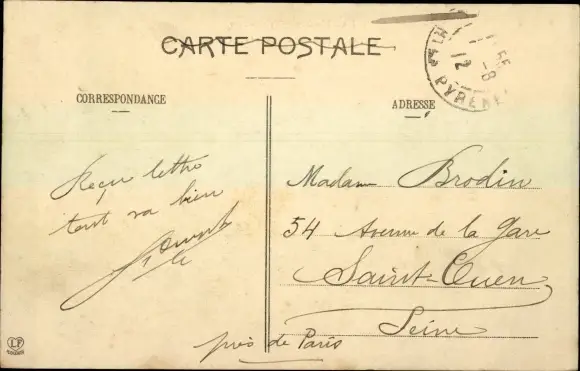 CARTE POSTALE
CORRESPONDANCE
ADRESSE
Reçu lettre
tout va bien
Madame Brodin
54 Avenue de la Gare
Saint-Ouen
Seine
près de Paris
LF